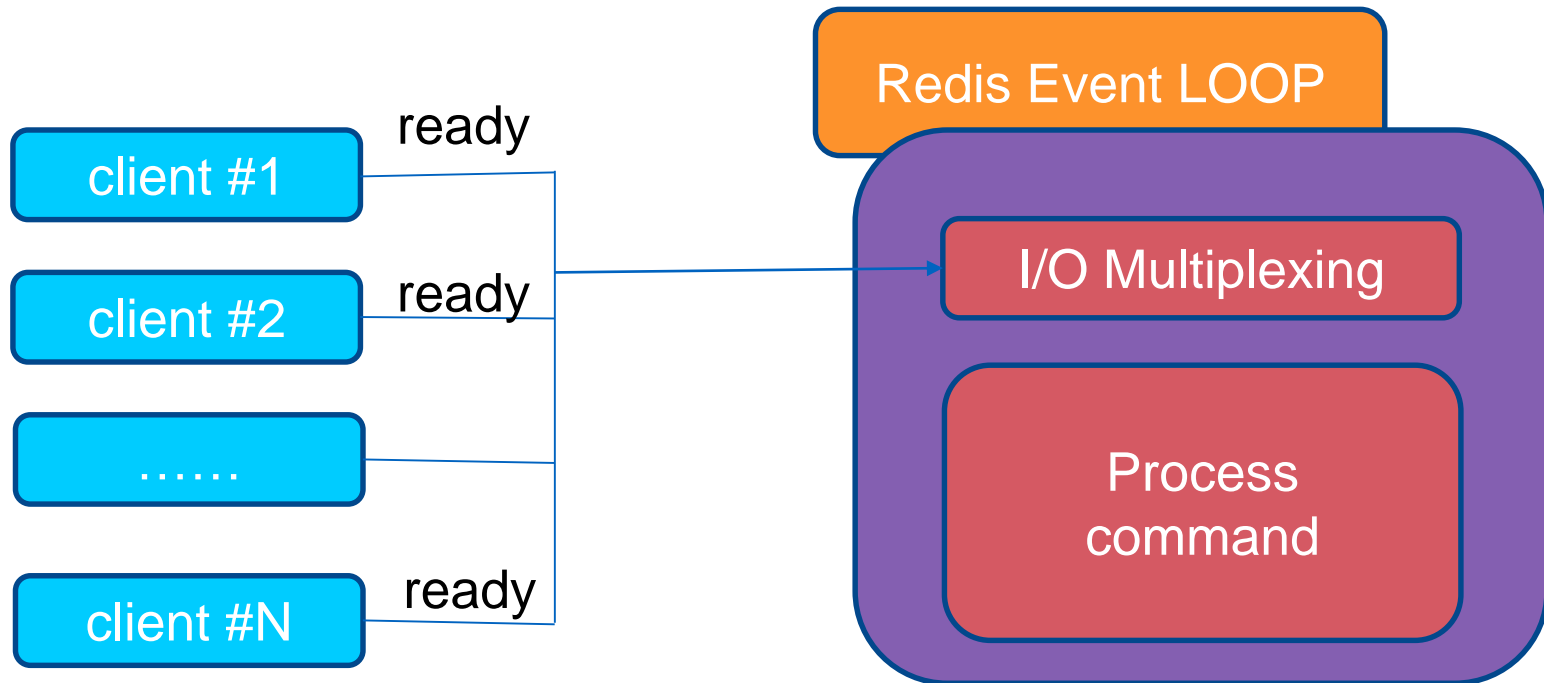 Redis Event LOOP
ready
client #1
I/O Multiplexing
ready
client #2
......
Process
command
ready
client #N